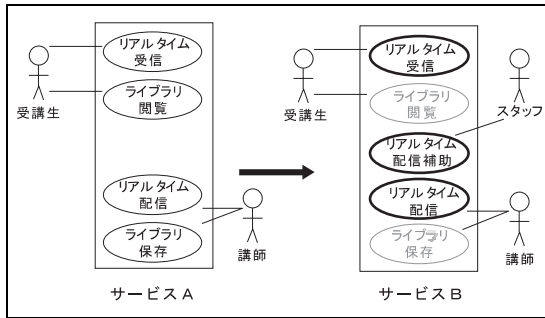 リアルタイム
受信
ライブラリ
閲覧
受講生
リアルタイム
配信
ライブラリ
保存
講師
サービスA
リアルタイム
受信
ライブラリ
閲覧
受講生
スタッフ
リアルタイム
配信補助
リアルタイム
配信
ライブラリ
保存
講師
サービスB